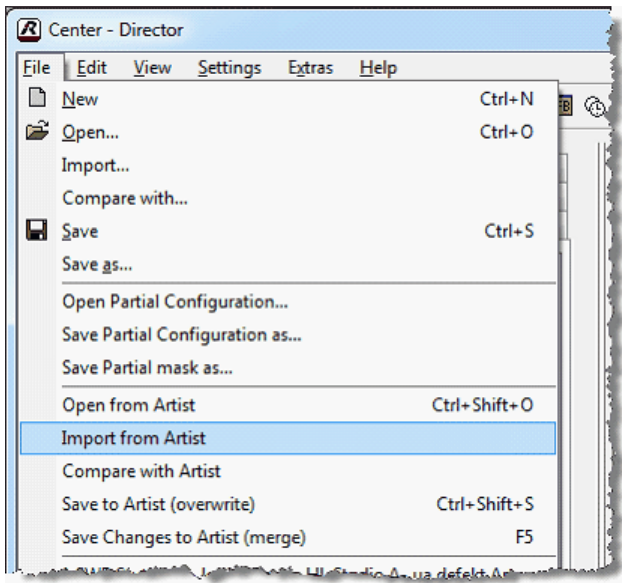 R Center - Director
File Edit View Settings Extras Help
New Ctrl+N
Open... Ctrl+O
Import...
Compare with...
Save Ctrl+S
Save as...
Open Partial Configuration...
Save Partial Configuration as...
Save Partial mask as...
Open from Artist Ctrl+Shift+O
Import from Artist
Compare with Artist
Save to Artist (overwrite) Ctrl+Shift+S
Save Changes to Artist (merge) F5